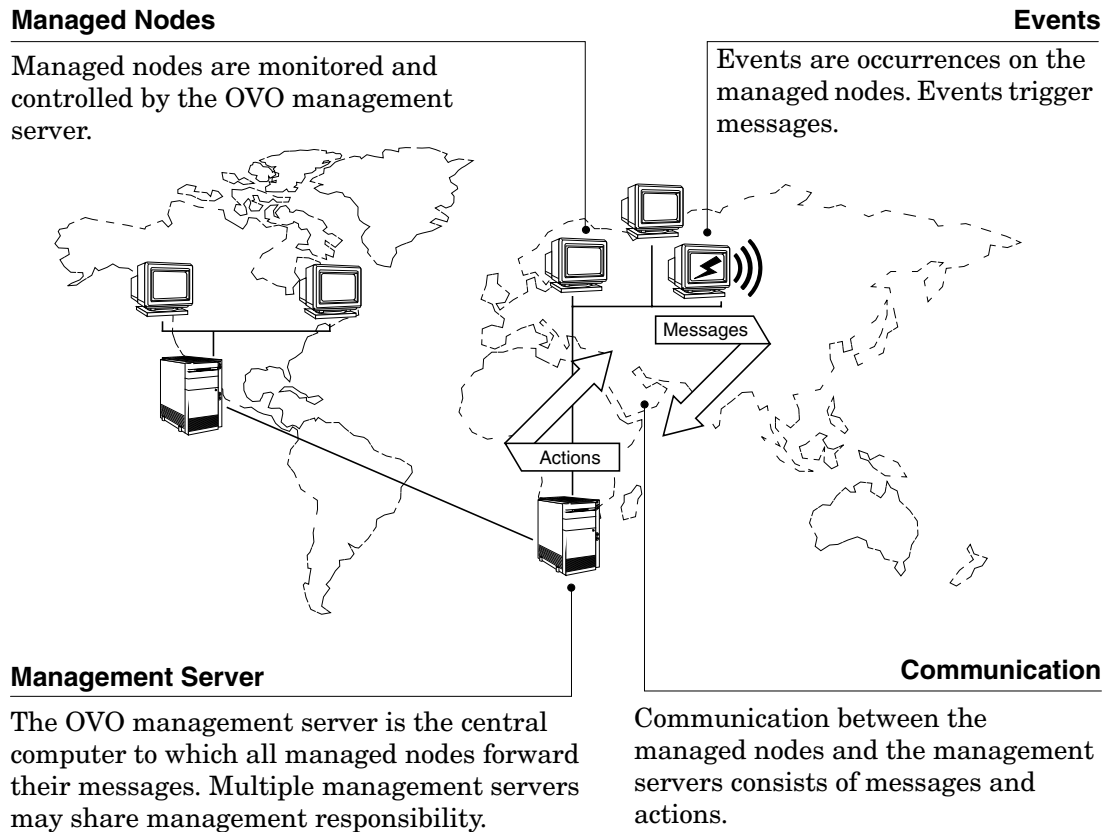 Managed Nodes
Managed nodes are monitored and
controlled by the OVO management
server.
Events
Events are occurrences on the
managed nodes. Events trigger
messages.
Messages
Actions
Management Server
The OVO management server is the central
computer to which all managed nodes forward
their messages. Multiple management servers
may share management responsibility.
Communication
Communication between the
managed nodes and the management
servers consists of messages and
actions.